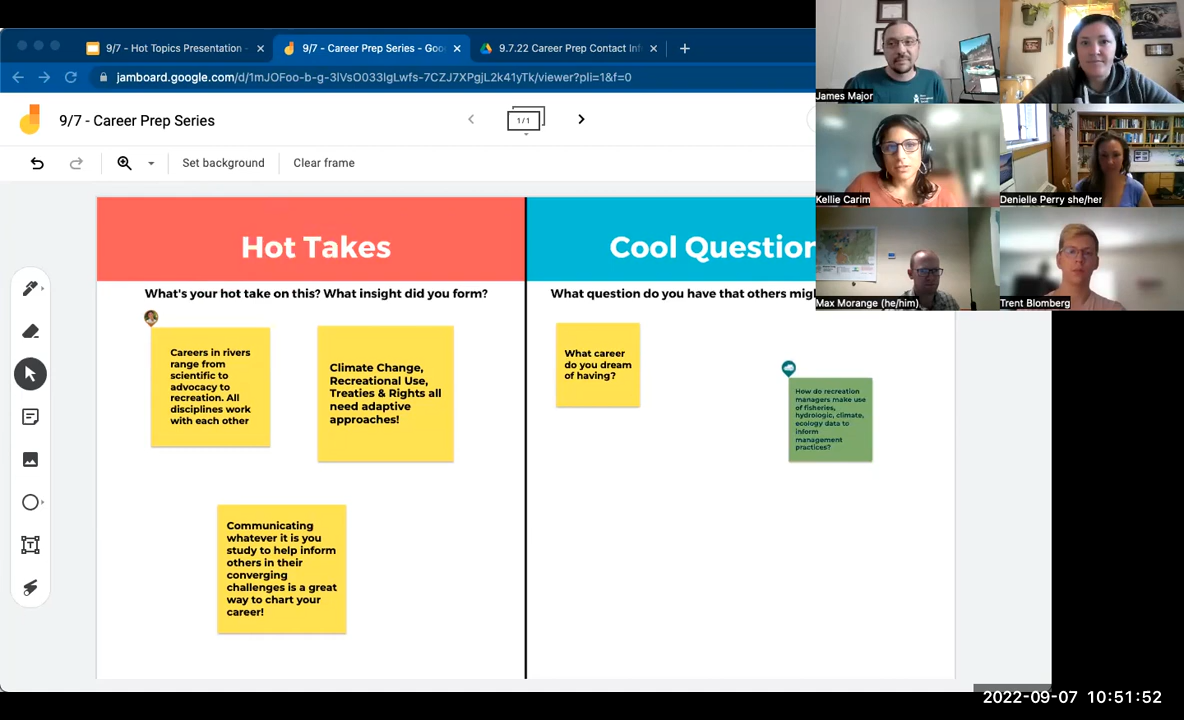 9/7 - Hot Topics Presentation -
9/7 - Career Prep Series - Goo
9.7.22 Career Prep Contact Inf
jamboard.google.com/d/1mJOFoo-b-g-3lVsO033IgLwfs-7CZJ7XPgjL2k41yTk/viewer?pli=1&f=0
9/7 - Career Prep Series
1/1
Set background
Clear frame
Hot Takes
What's your hot take on this? What insight did you form?
Careers in rivers
range from
scientific to
advocacy to
recreation. All
disciplines work
with each other
Climate Change,
Recreational Use,
Treaties & Rights all
need adaptive
approaches!
Communicating
whatever it is you
study to help inform
others in their
converging
challenges is a great
way to chart your
career!
Cool Question
What question do you have that others mig
What career
do you dream
of having?
How do recreation
managers make use
of fisheries,
hydrologic, climate,
ecology data to
inform
management
practices?
James Major
Kellie Carim
Denielle Perry she/her
Max Morange (he/him)
Trent Blomberg
2022-09-07 10:51:52